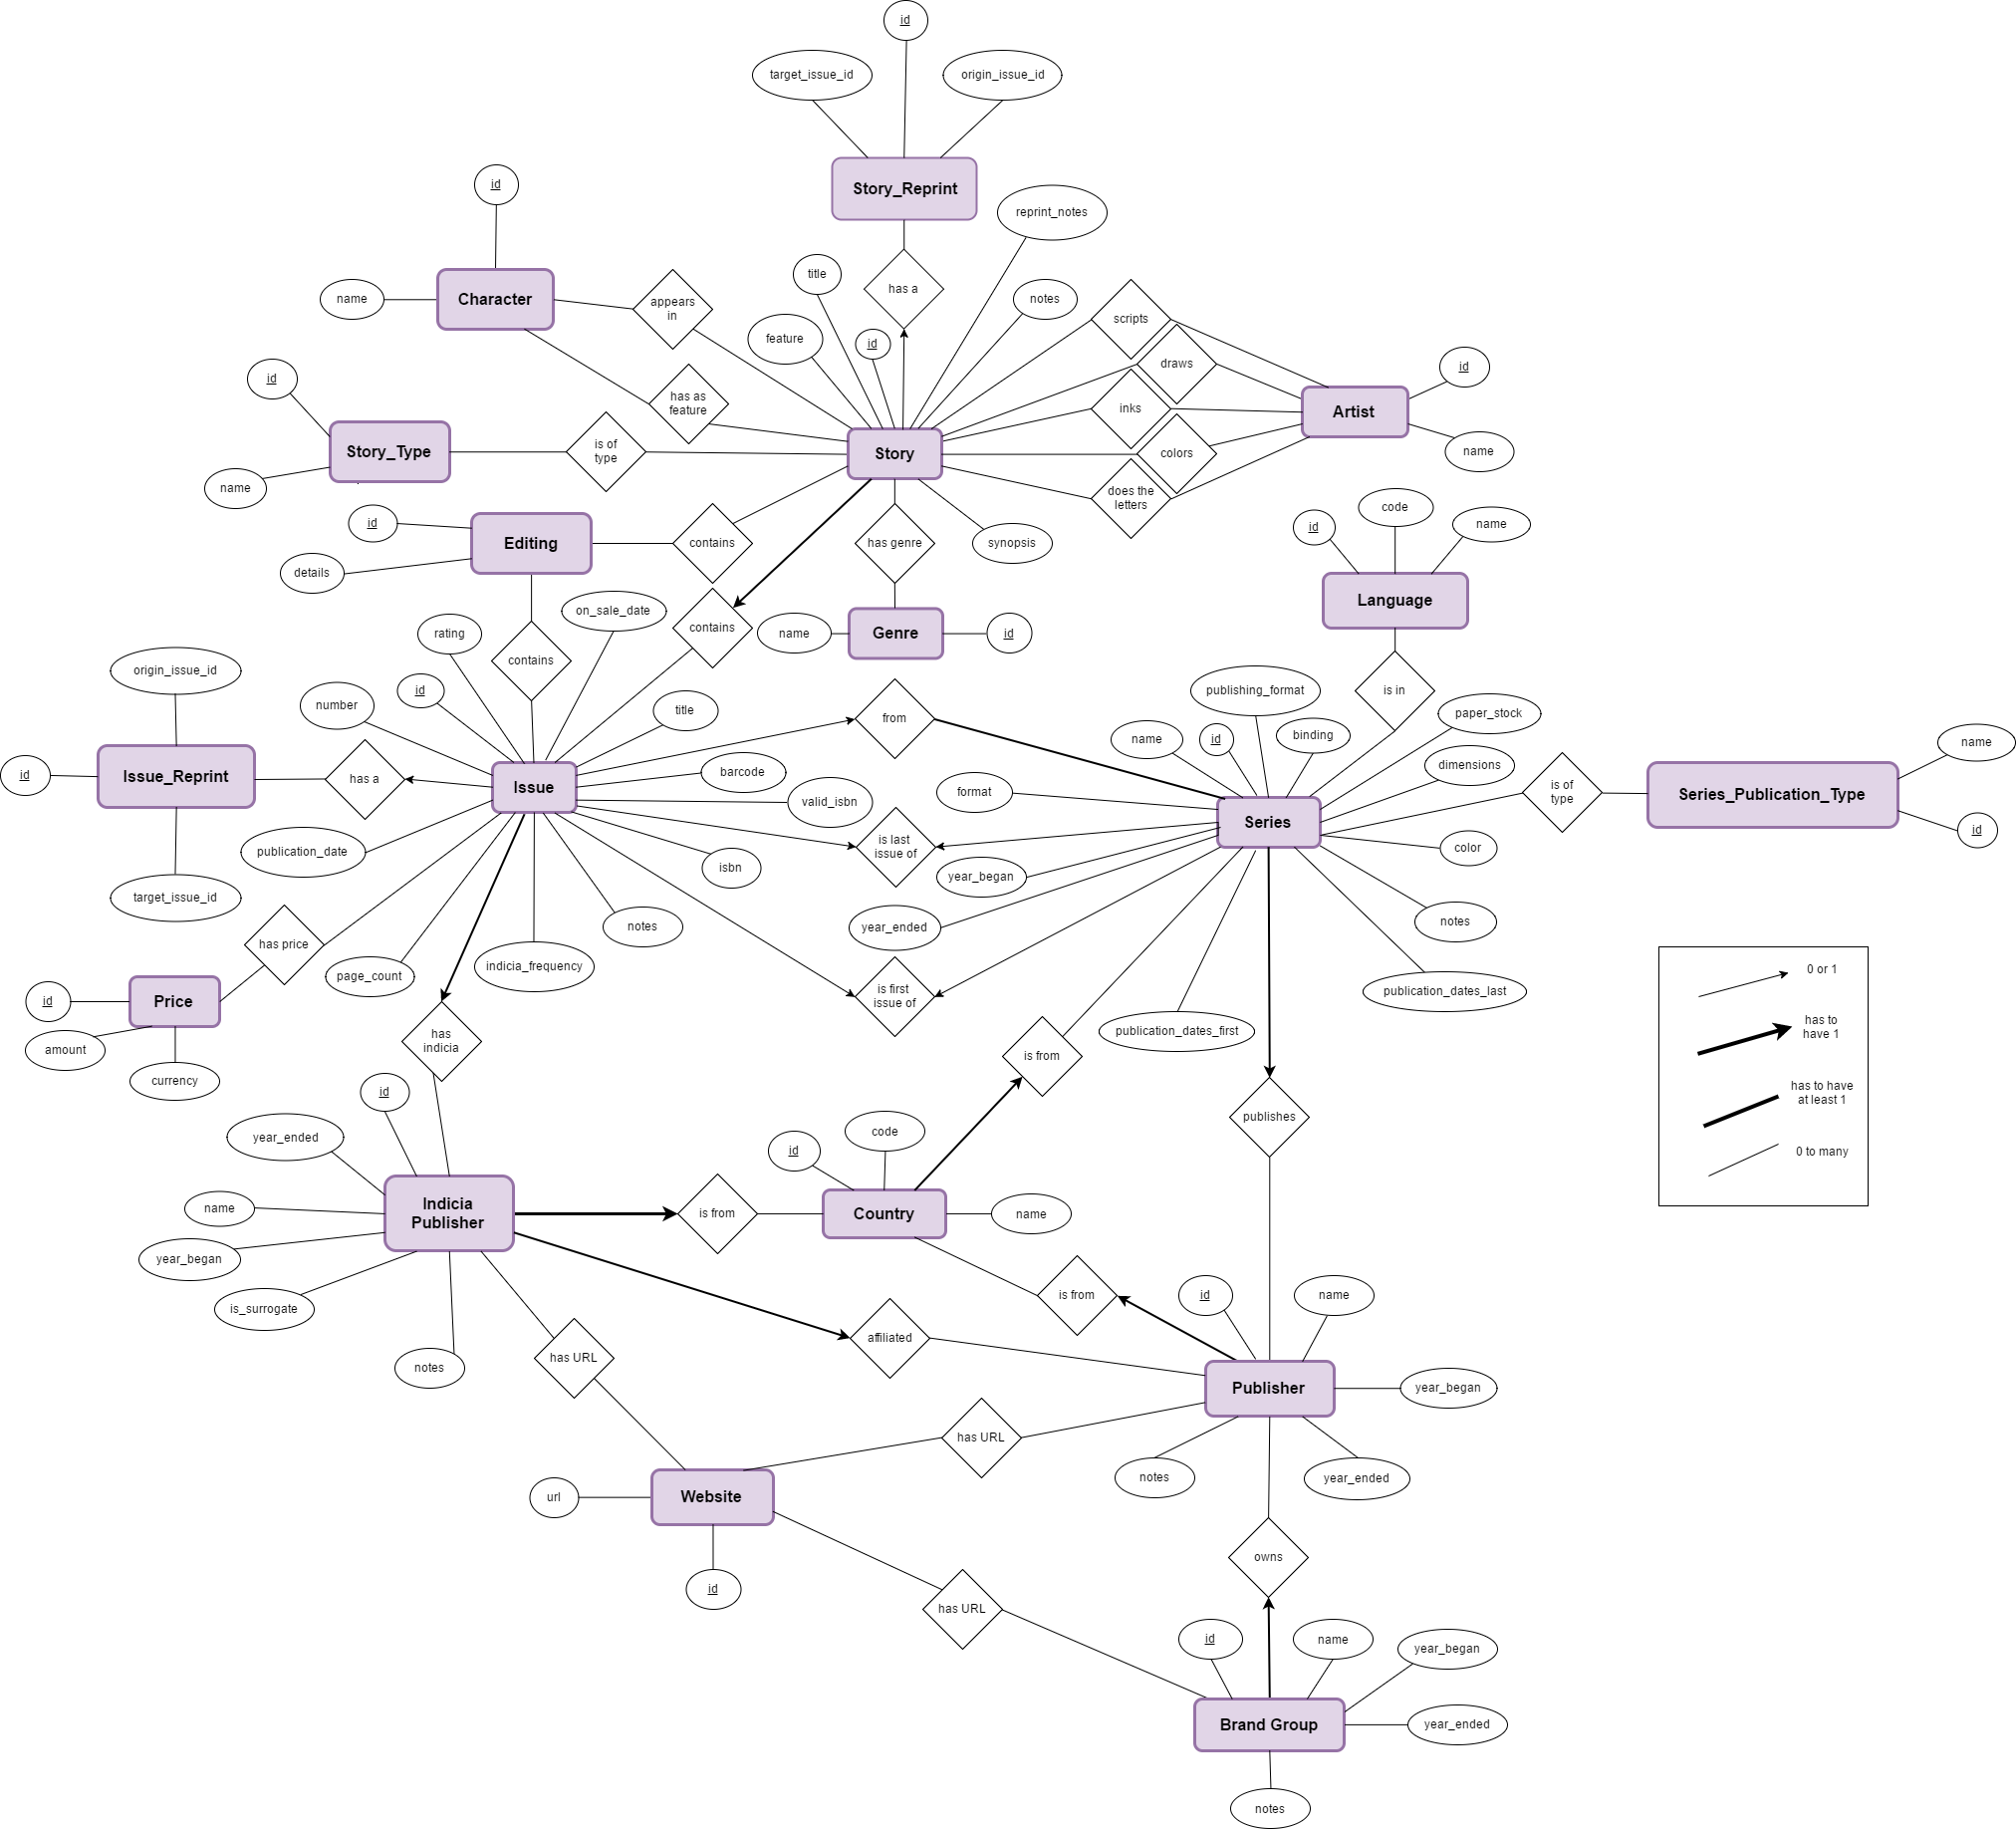 id
target_issue_id
origin_issue_id
Story_Reprint
id
reprint_notes
title
has a
name
Character
appears
in
notes
scripts
feature
id
draws
id
id
has as
feature
inks
Artist
Story_Type
is of
type
Story
colors
name
name
does the
letters
code
id
name
id
Editing
contains
has genre
synopsis
details
Language
on_sale_date
rating
contains
name
Genre
id
contains
origin_issue_id
id
publishing_format
is in
number
title
from
paper_stock
name
id
binding
name
id
Issue_Reprint
has a
Issue
barcode
dimensions
format
valid_isbn
is of
type
Series_Publication_Type
Series
id
publication_date
is last
issue of
color
isbn
year_began
target_issue_id
notes
year_ended
notes
has price
page_count
indicia_frequency
0 or 1
id
Price
is first
issue of
publication_dates_last
has to
have 1
publication_dates_first
amount
has
indicia
is from
currency
id
has to have
at least 1
publishes
code
year_ended
id
0 to many
name
Indicia
Publisher
is from
Country
name
year_began
is_surrogate
is from
id
name
affiliated
notes
has URL
Publisher
year_began
has URL
notes
year_ended
url
Website
owns
id
has URL
id
name
year_began
Brand Group
year_ended
notes